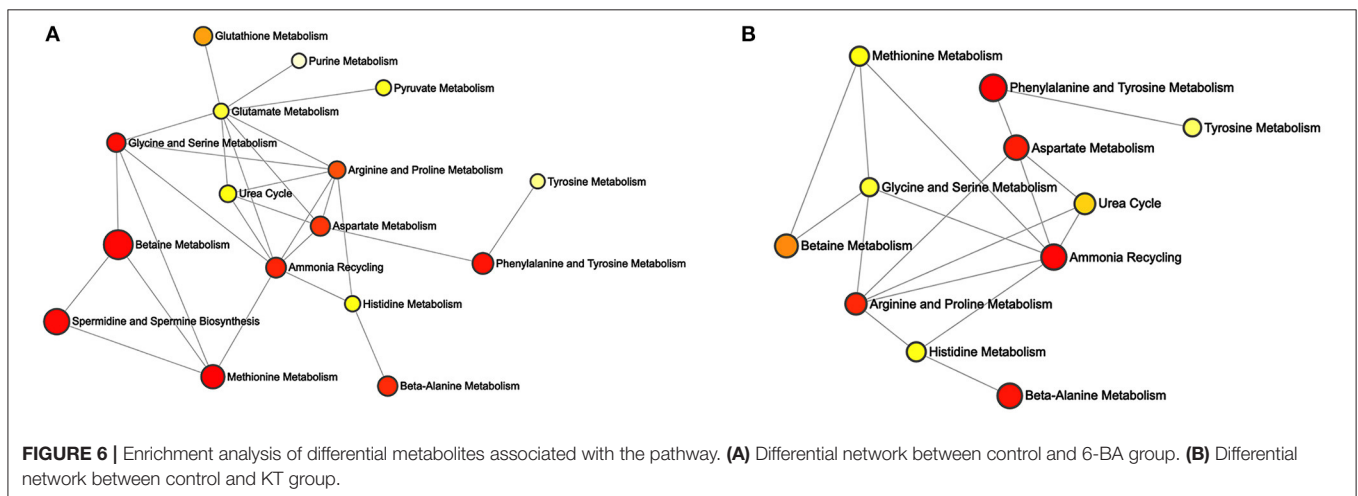 A
Glutathione Metabolism
Purine Metabolism
Pyruvate Metabolism
Glutamate Metabolism
Glycine and Serine Metabolism
Arginine and Proline Metabolism
Tyrosine Metabolism
Urea Cycle
Aspartate Metabolism
Betaine Metabolism
Phenylalanine and Tyrosine Metabolism
Ammonia Recycling
Histidine Metabolism
Spermidine and Spermine Biosynthesis
Methionine Metabolism
Beta-Alanine Metabolism
B
Methionine Metabolism
Phenylalanine and Tyrosine Metabolism
Tyrosine Metabolism
Aspartate Metabolism
Glycine and Serine Metabolism
Urea Cycle
Betaine Metabolism
Ammonia Recycling
Arginine and Proline Metabolism
Histidine Metabolism
Beta-Alanine Metabolism
FIGURE 6 | Enrichment analysis of differential metabolites associated with the pathway. (A) Differential network between control and 6-BA group. (B) Differential
network between control and KT group.